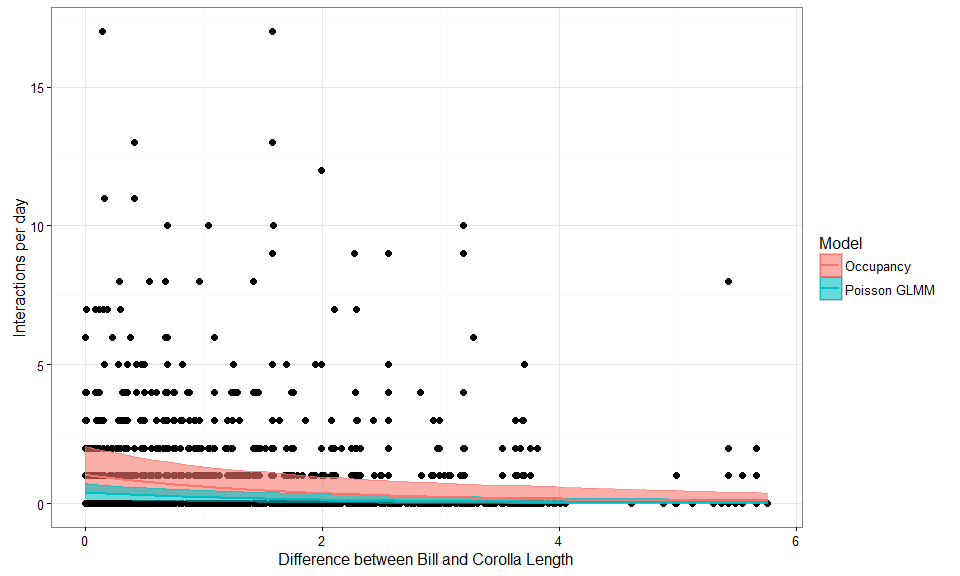 Interactions per day
15
10
5
0
0
2
4
6
Difference between Bill and Corolla Length
Model
Occupancy
Poisson GLMM